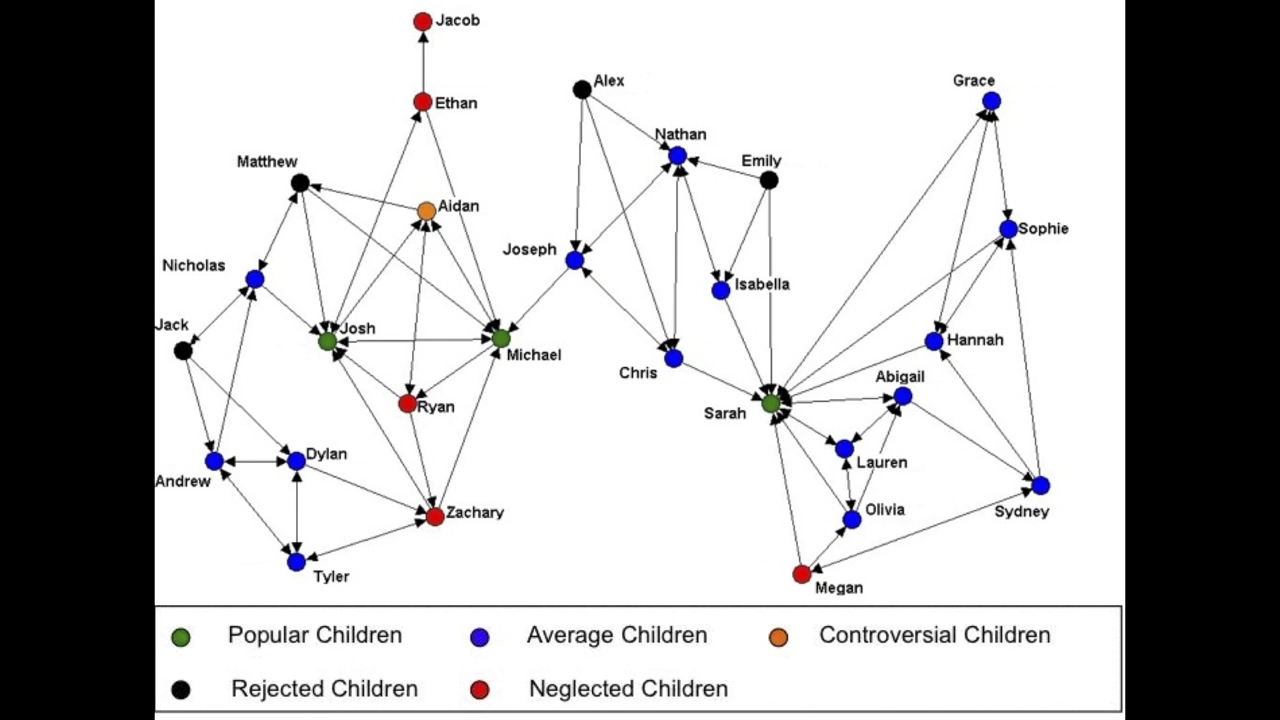 Jacob
Alex
Grace
Ethan
Nathan
Matthew
Emily
Aidan
Sophie
Joseph
Nicholas
Isabella
Jack
Josh
Hannah
Michael
Chris
Abigail
Ryan
Sarah
Dylan
Lauren
Andrew
Zachary
Olivia
Sydney
Tyler
Megan
Popular Children Average Children Controversial Children
Rejected Children Neglected Children